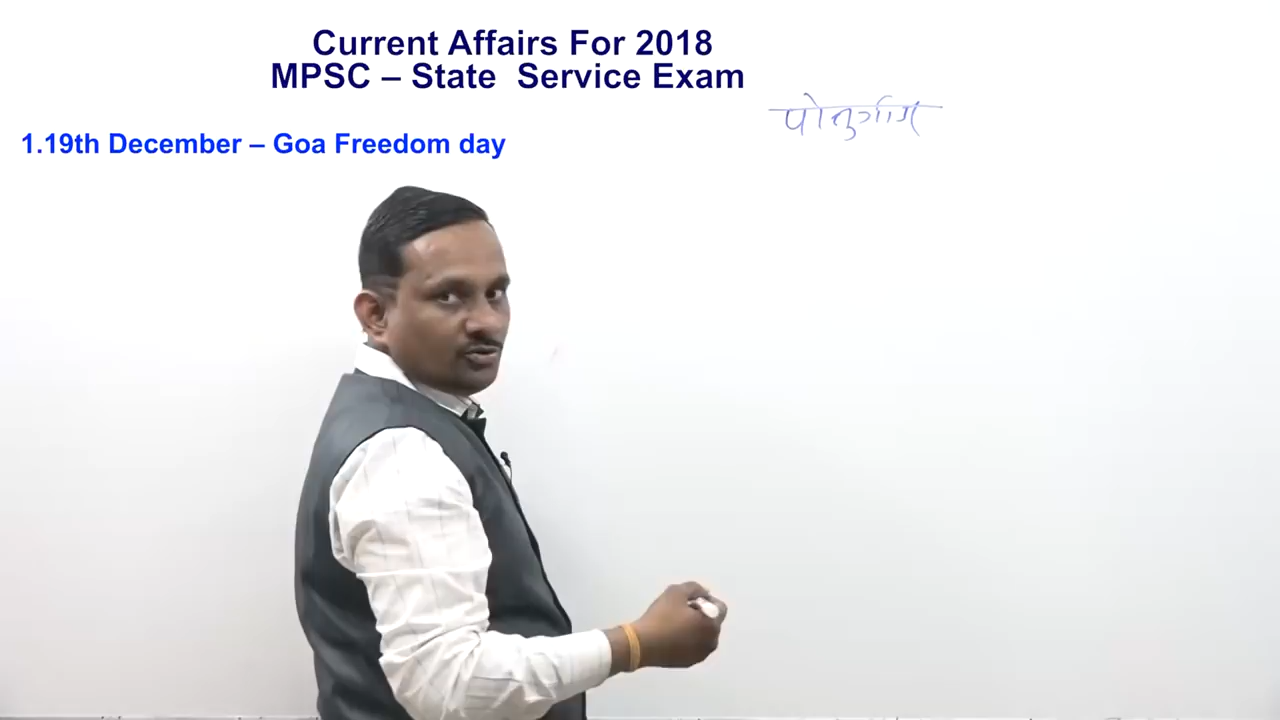 Current Affairs For 2018
MPSC – State Service Exam
पोर्तुगाल
1.19th December – Goa Freedom day